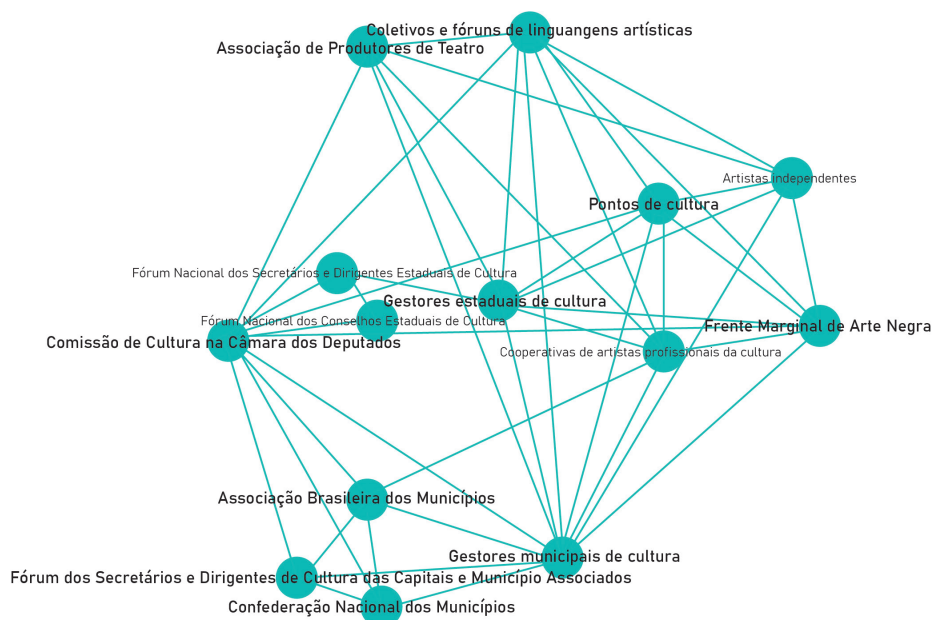 Coletivos e fóruns de linguangens artísticas
Associação de Produtores de Teatro
Artistas independentes
Pontos de cultura
Fórum Nacional dos Secretários e Dirigentes Estaduais de Cultura
Gestores estaduais de cultura
Fórum Nacional dos Conselhos Estaduais de Cultura
Frente Marginal de Arte Negra
Comissão de Cultura na Câmara dos Deputados
Cooperativas de artistas profissionais da cultura
Associação Brasileira dos Municípios
Gestores municipais de cultura
Fórum dos Secretários e Dirigentes de Cultura das Capitais e Município Associados
Confederação Nacional dos Municípios